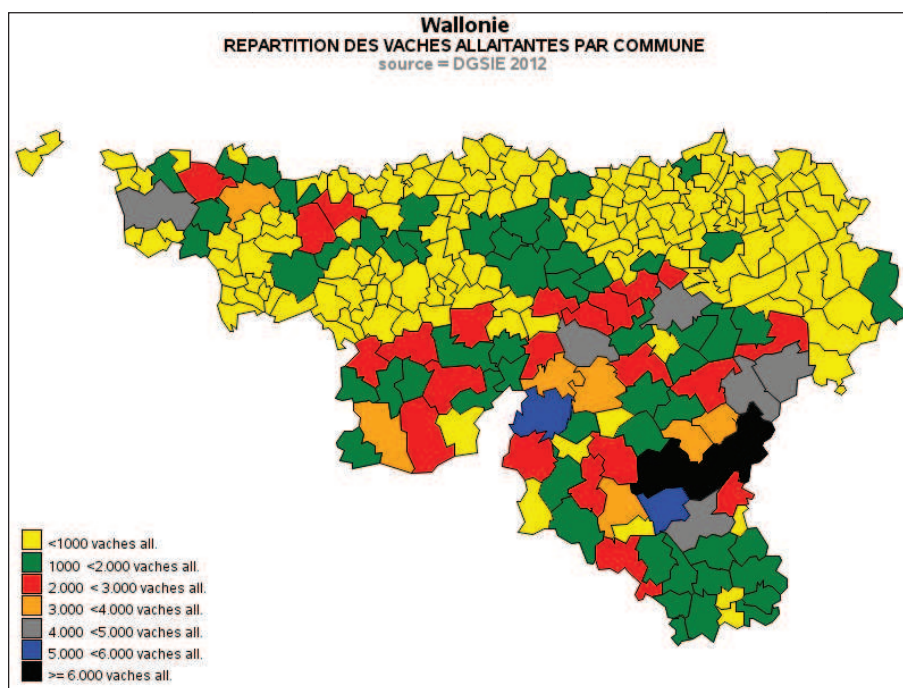 Wallonie
REPARTITION DES VACHES ALLAITANTES PAR COMMUNE
source = DGSIE 2012
<1000 vaches all.
1000 <2.000 vaches all.
2.000 <3.000 vaches all.
3.000 <4.000 vaches all.
4.000 <5.000 vaches all.
5.000 <6.000 vaches all.
>= 6.000 vaches all.